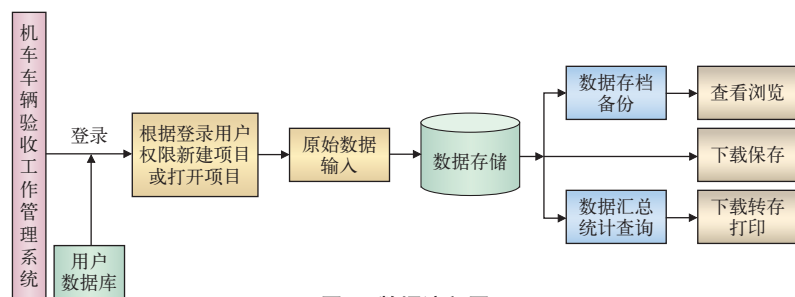 机车车辆验收工作管理系统
登录
用户
数据库
根据登录用户
权限新建项目
或打开项目
原始数据
输入
数据存储
数据存档
备份
查看浏览
下载保存
数据汇总
统计查询
下载转存
打印